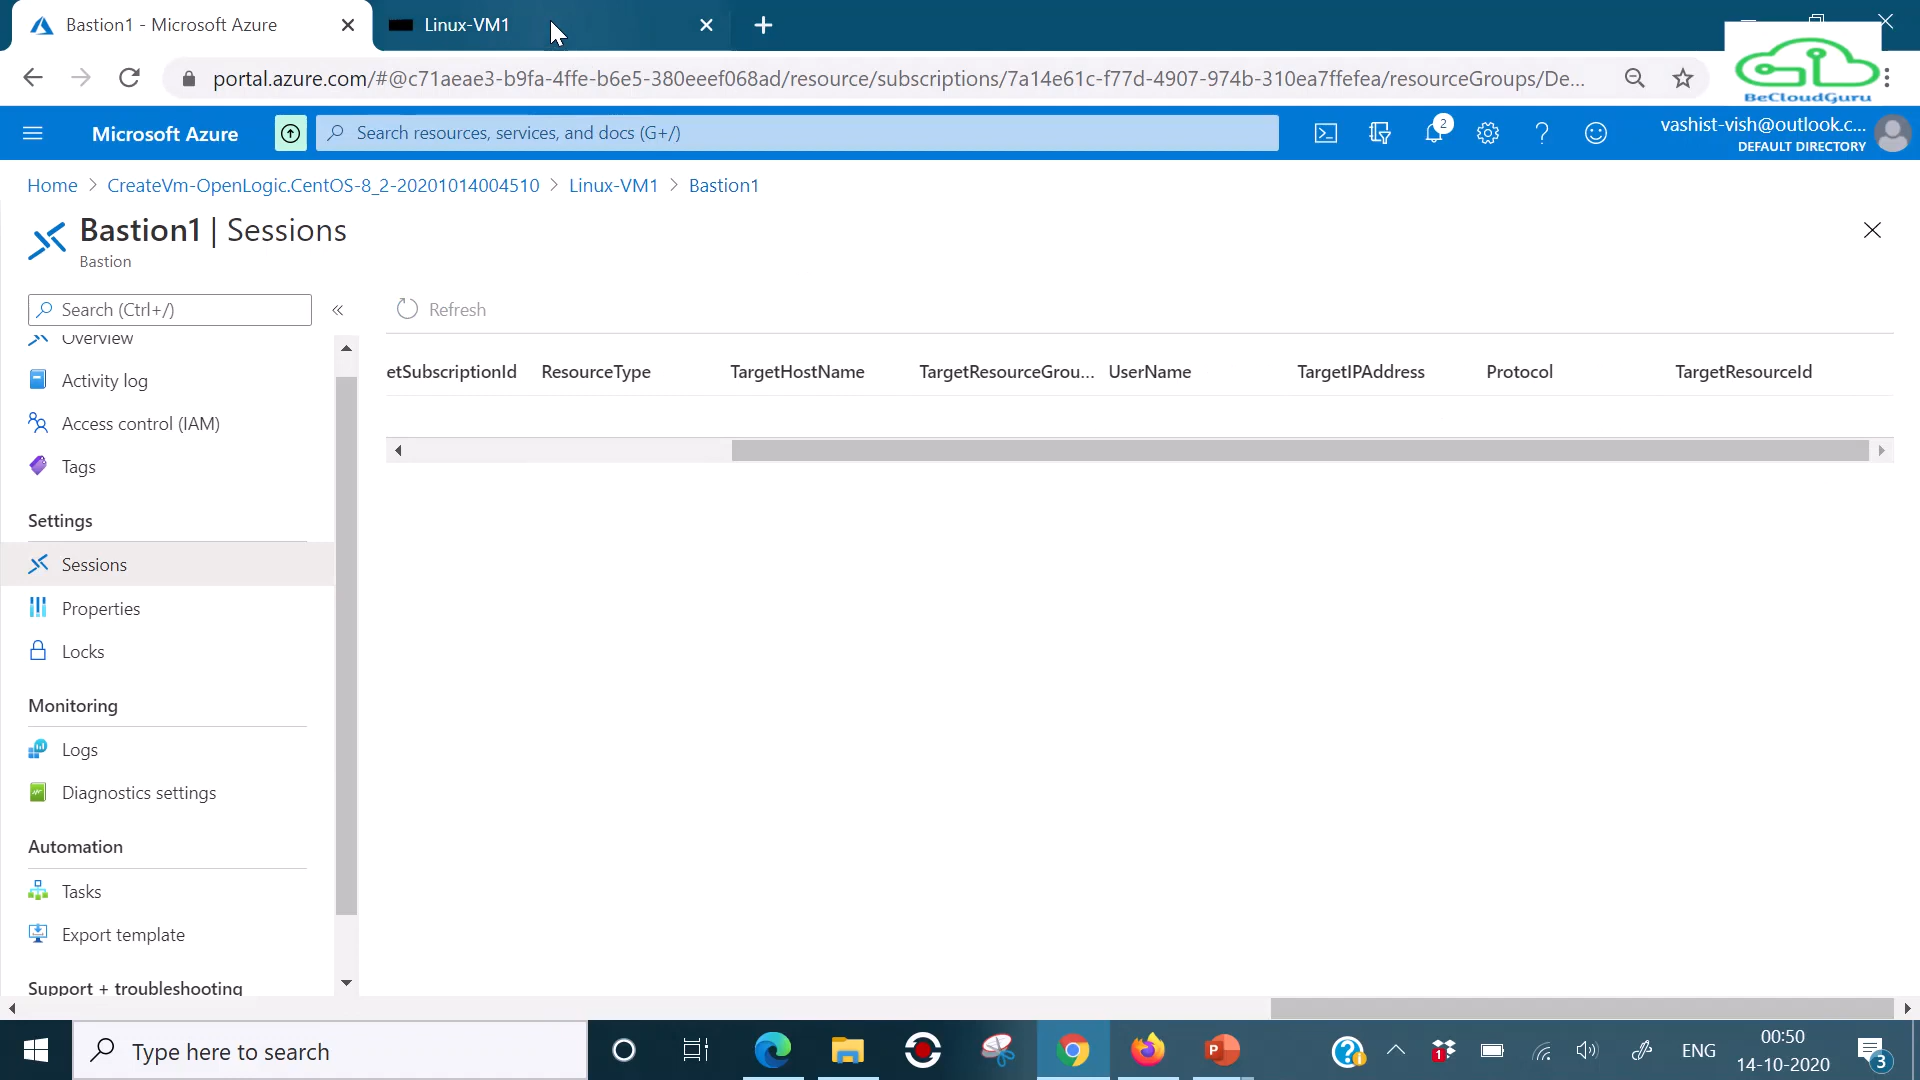 Bastion1 - Microsoft Azure
Linux-VM1
portal.azure.com/#@c71aeae3-b9fa-4ffe-b6e5-380eeef068ad/resource/subscriptions/7a14e61c-f77d-4907-974b-310ea7ffefea/resourceGroups/De...
BeCloudGuru
Microsoft Azure
Search resources, services, and docs (G+/)
2
vashist-vish@outlook.c...
DEFAULT DIRECTORY
Home > CreateVm-OpenLogic.CentOS-8_2-20201014004510 > Linux-VM1 > Bastion1
Bastion1 | Sessions
Bastion
Search (Ctrl+/)
«
Refresh
etSubscriptionId ResourceType TargetHostName TargetResourceGrou... UserName TargetIPAddress Protocol TargetResourceId
Overview
Activity log
Access control (IAM)
Tags
Settings
Sessions
Properties
Locks
Monitoring
Logs
Diagnostics settings
Automation
Tasks
Export template
Support + troubleshooting
Type here to search
1
ENG
00:50
14-10-2020
3